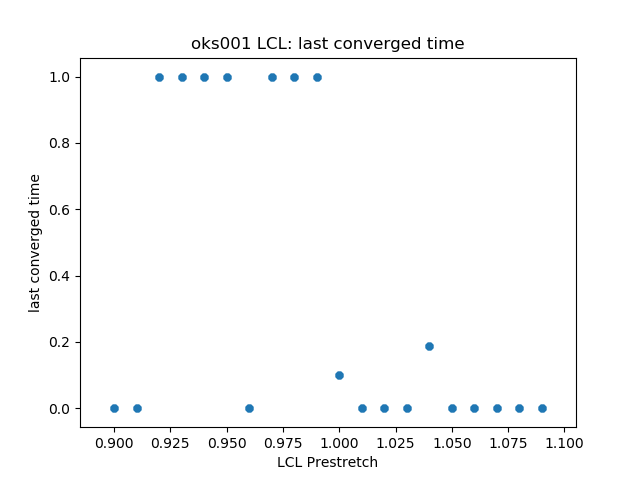 oks001 LCL: last converged time
last converged time
1.0
0.8
0.6
0.4
0.2
0.0
0.900 0.925 0.950 0.975 1.000 1.025 1.050 1.075 1.100
LCL Prestretch